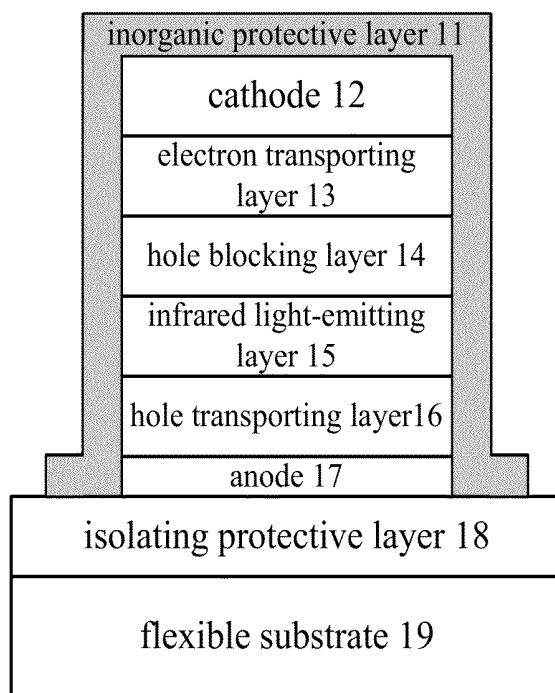 inorganic protective layer 11
cathode 12
electron transporting
layer 13
hole blocking layer 14
infrared light-emitting
layer 15
hole transporting layer16
anode 17
isolating protective layer 18
flexible substrate 19